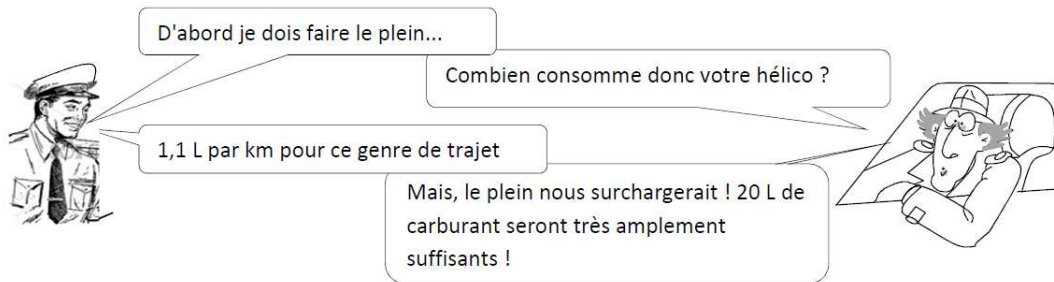 D'abord je dois faire le plein...
Combien consomme donc votre hélico ?
1,1 L par km pour ce genre de trajet
Mais, le plein nous surchargerait ! 20 L de
carburant seront très amplement
suffisants !